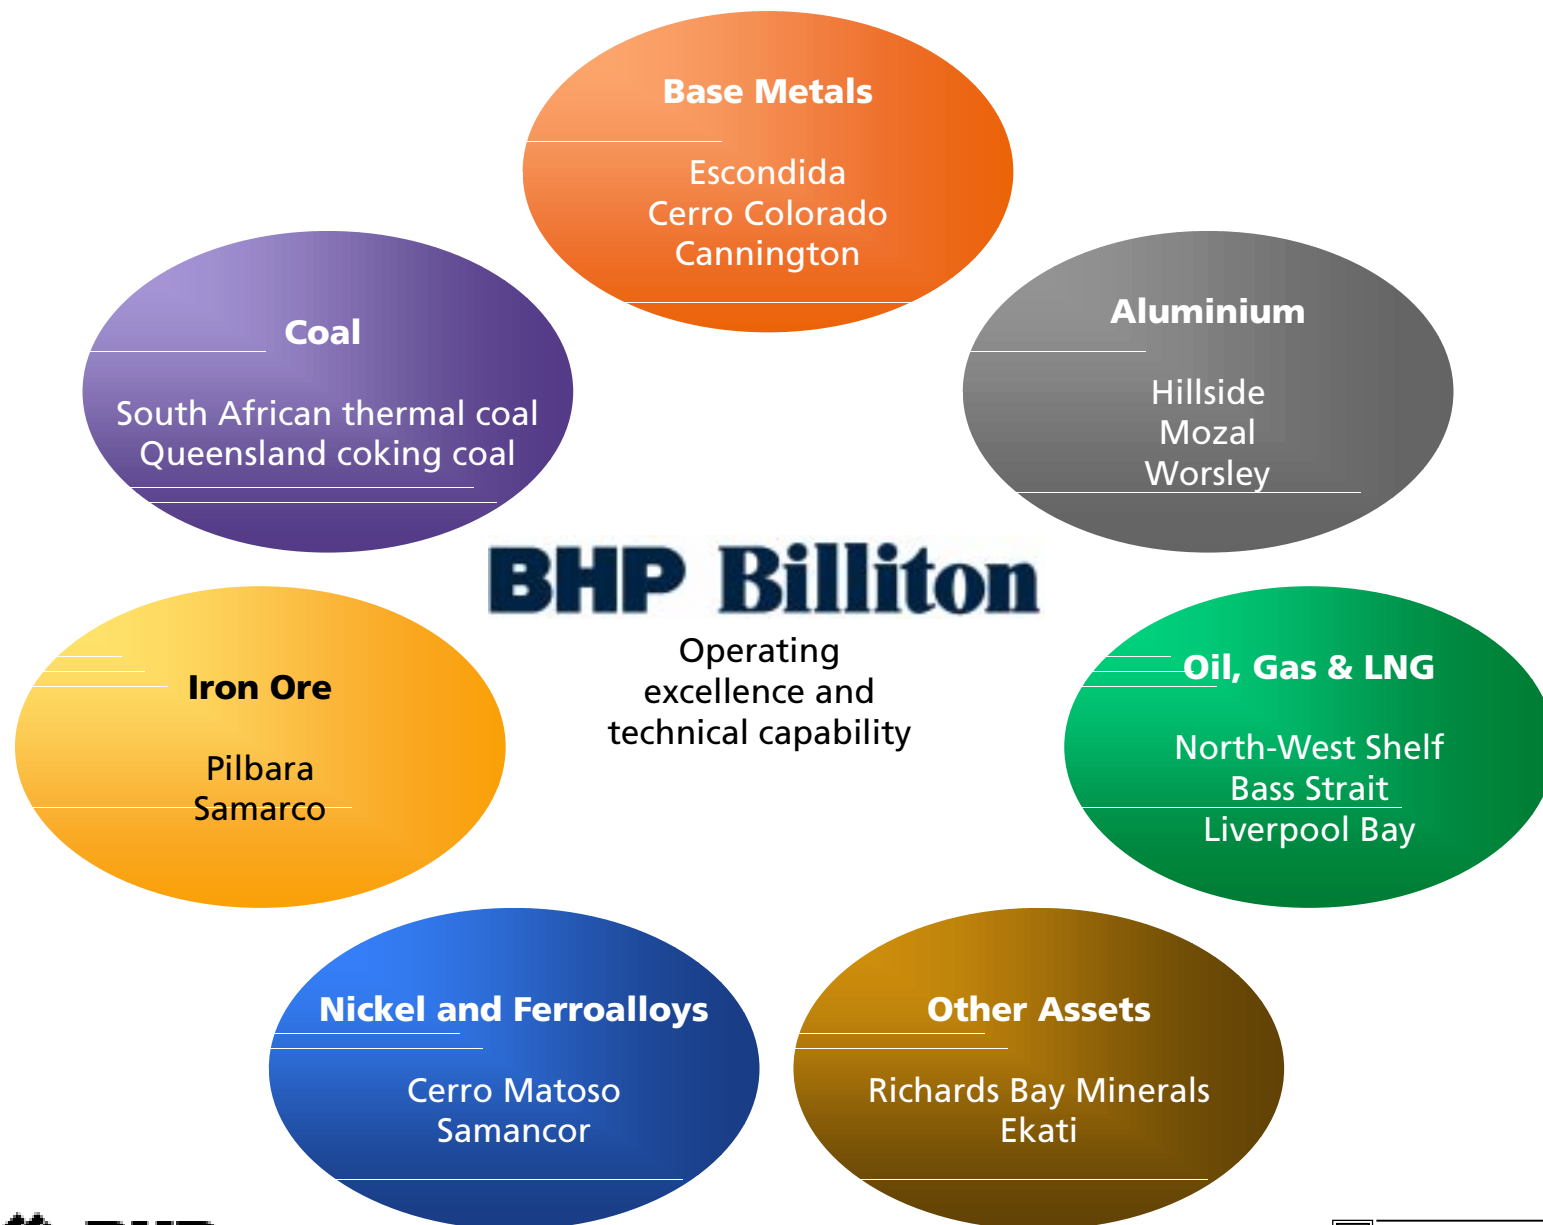 Base Metals
Escondida
Cerro Colorado
Cannington
Coal
South African thermal coal
Queensland coking coal
Aluminium
Hillside
Mozal
Worsley
BHP Billiton
Operating
excellence and
technical capability
Iron Ore
Pilbara
Samarco
Oil, Gas & LNG
North-West Shelf
Bass Strait
Liverpool Bay
Nickel and Ferroalloys
Cerro Matoso
Samancor
Other Assets
Richards Bay Minerals
Ekati